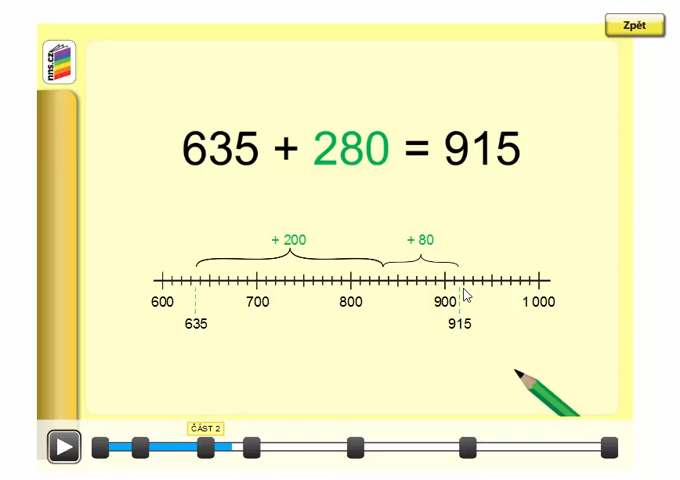 Zpět
nns.cz
635 + 280 = 915
+ 200 + 80
600 700 800 900 1 000
635 915
ČÁST 2